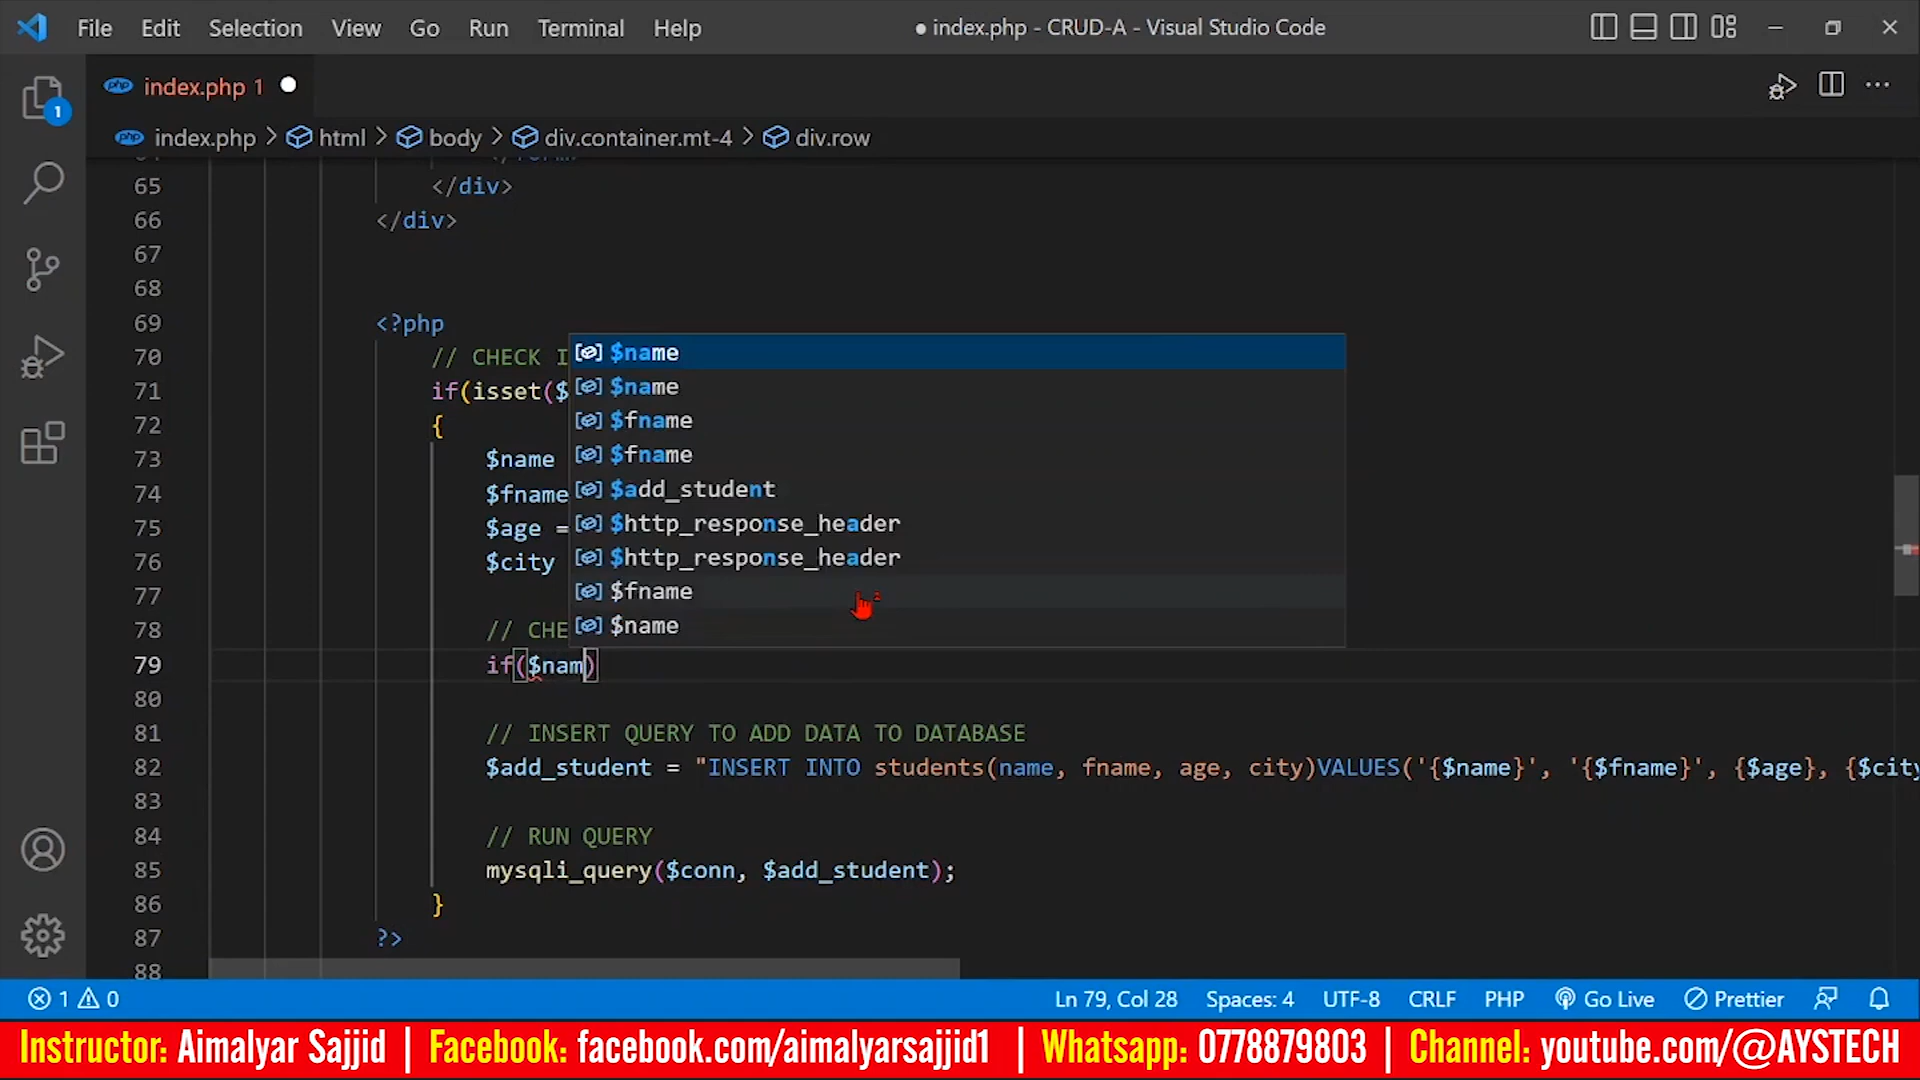 File Edit Selection View Go Run Terminal Help ● index.php - CRUD-A - Visual Studio Code
index.php 1
index.php > html > body > div.container.mt-4 > div.row
1
65 </div>
66 </div>
67
68
69 <?php
70 // CHECK I
71 if(isset($
72 {
73 $name
74 $fname
75 $age =
76 $city
77
78 // CHE
79 if($nam)
80
81 // INSERT QUERY TO ADD DATA TO DATABASE
82 $add_student = "INSERT INTO students(name, fname, age, city)VALUES('{$name}', '{$fname}', {$age}, {$city
83
84 // RUN QUERY
85 mysqli_query($conn, $add_student);
86 }
87 ?>
88
$name
$name
$fname
$fname
$add_student
$http_response_header
$http_response_header
$fname
$name
1 0 Ln 79, Col 28 Spaces: 4 UTF-8 CRLF PHP Go Live Prettier
Instructor: Aimalyar Sajjid | Facebook: facebook.com/aimalyarsajjid1 | Whatsapp: 0778879803 | Channel: youtube.com/@AYSTECH